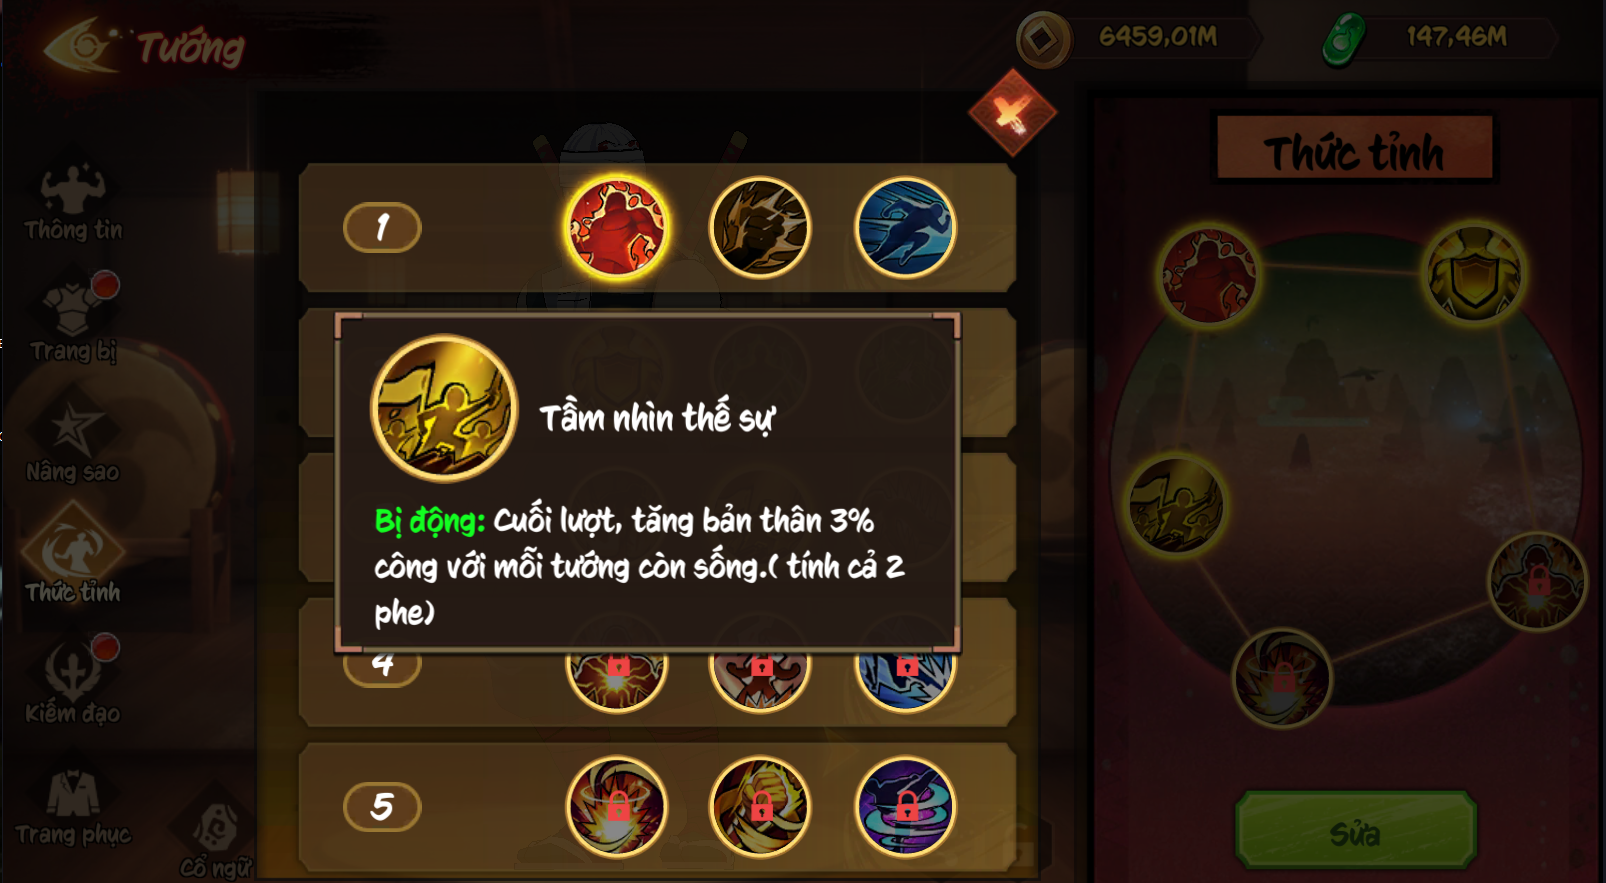 Tướng
6459,01M
147,46M
Thức tỉnh
Thông tin
1
Trang bị
Tầm nhìn thế sự
Bị động: Cuối lượt, tăng bản thân 3%
công với mỗi tướng còn sống.( tính cả 2
phe)
Nâng sao
Thức tỉnh
4
Kiếm đạo
5
Trang phục
Cổ ngữ
Sửa